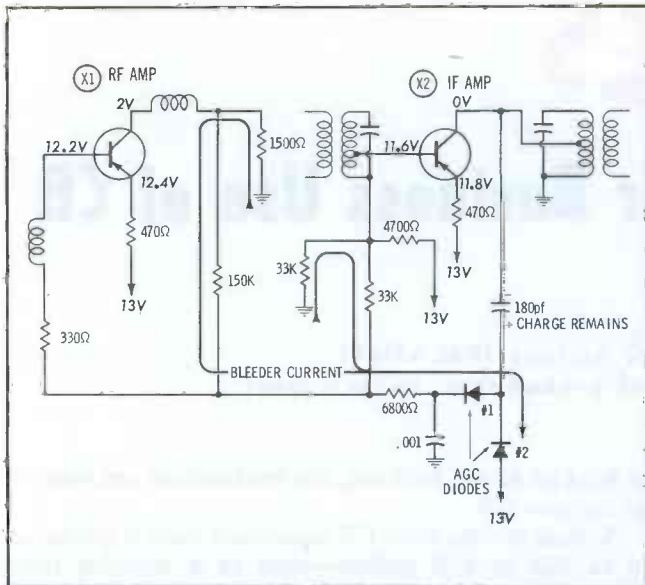 X1 RF AMP
X2 IF AMP
2V
0V
12.2V
1500Ω
11.6V
12.4V
11.8V
470Ω
4700Ω
470Ω
33K
13V
150K
33K
13V
13V
180pf
CHARGE REMAINS
330Ω
BLEEDER CURRENT
6800Ω
#1
.001
#2
AGC
DIODES
13V